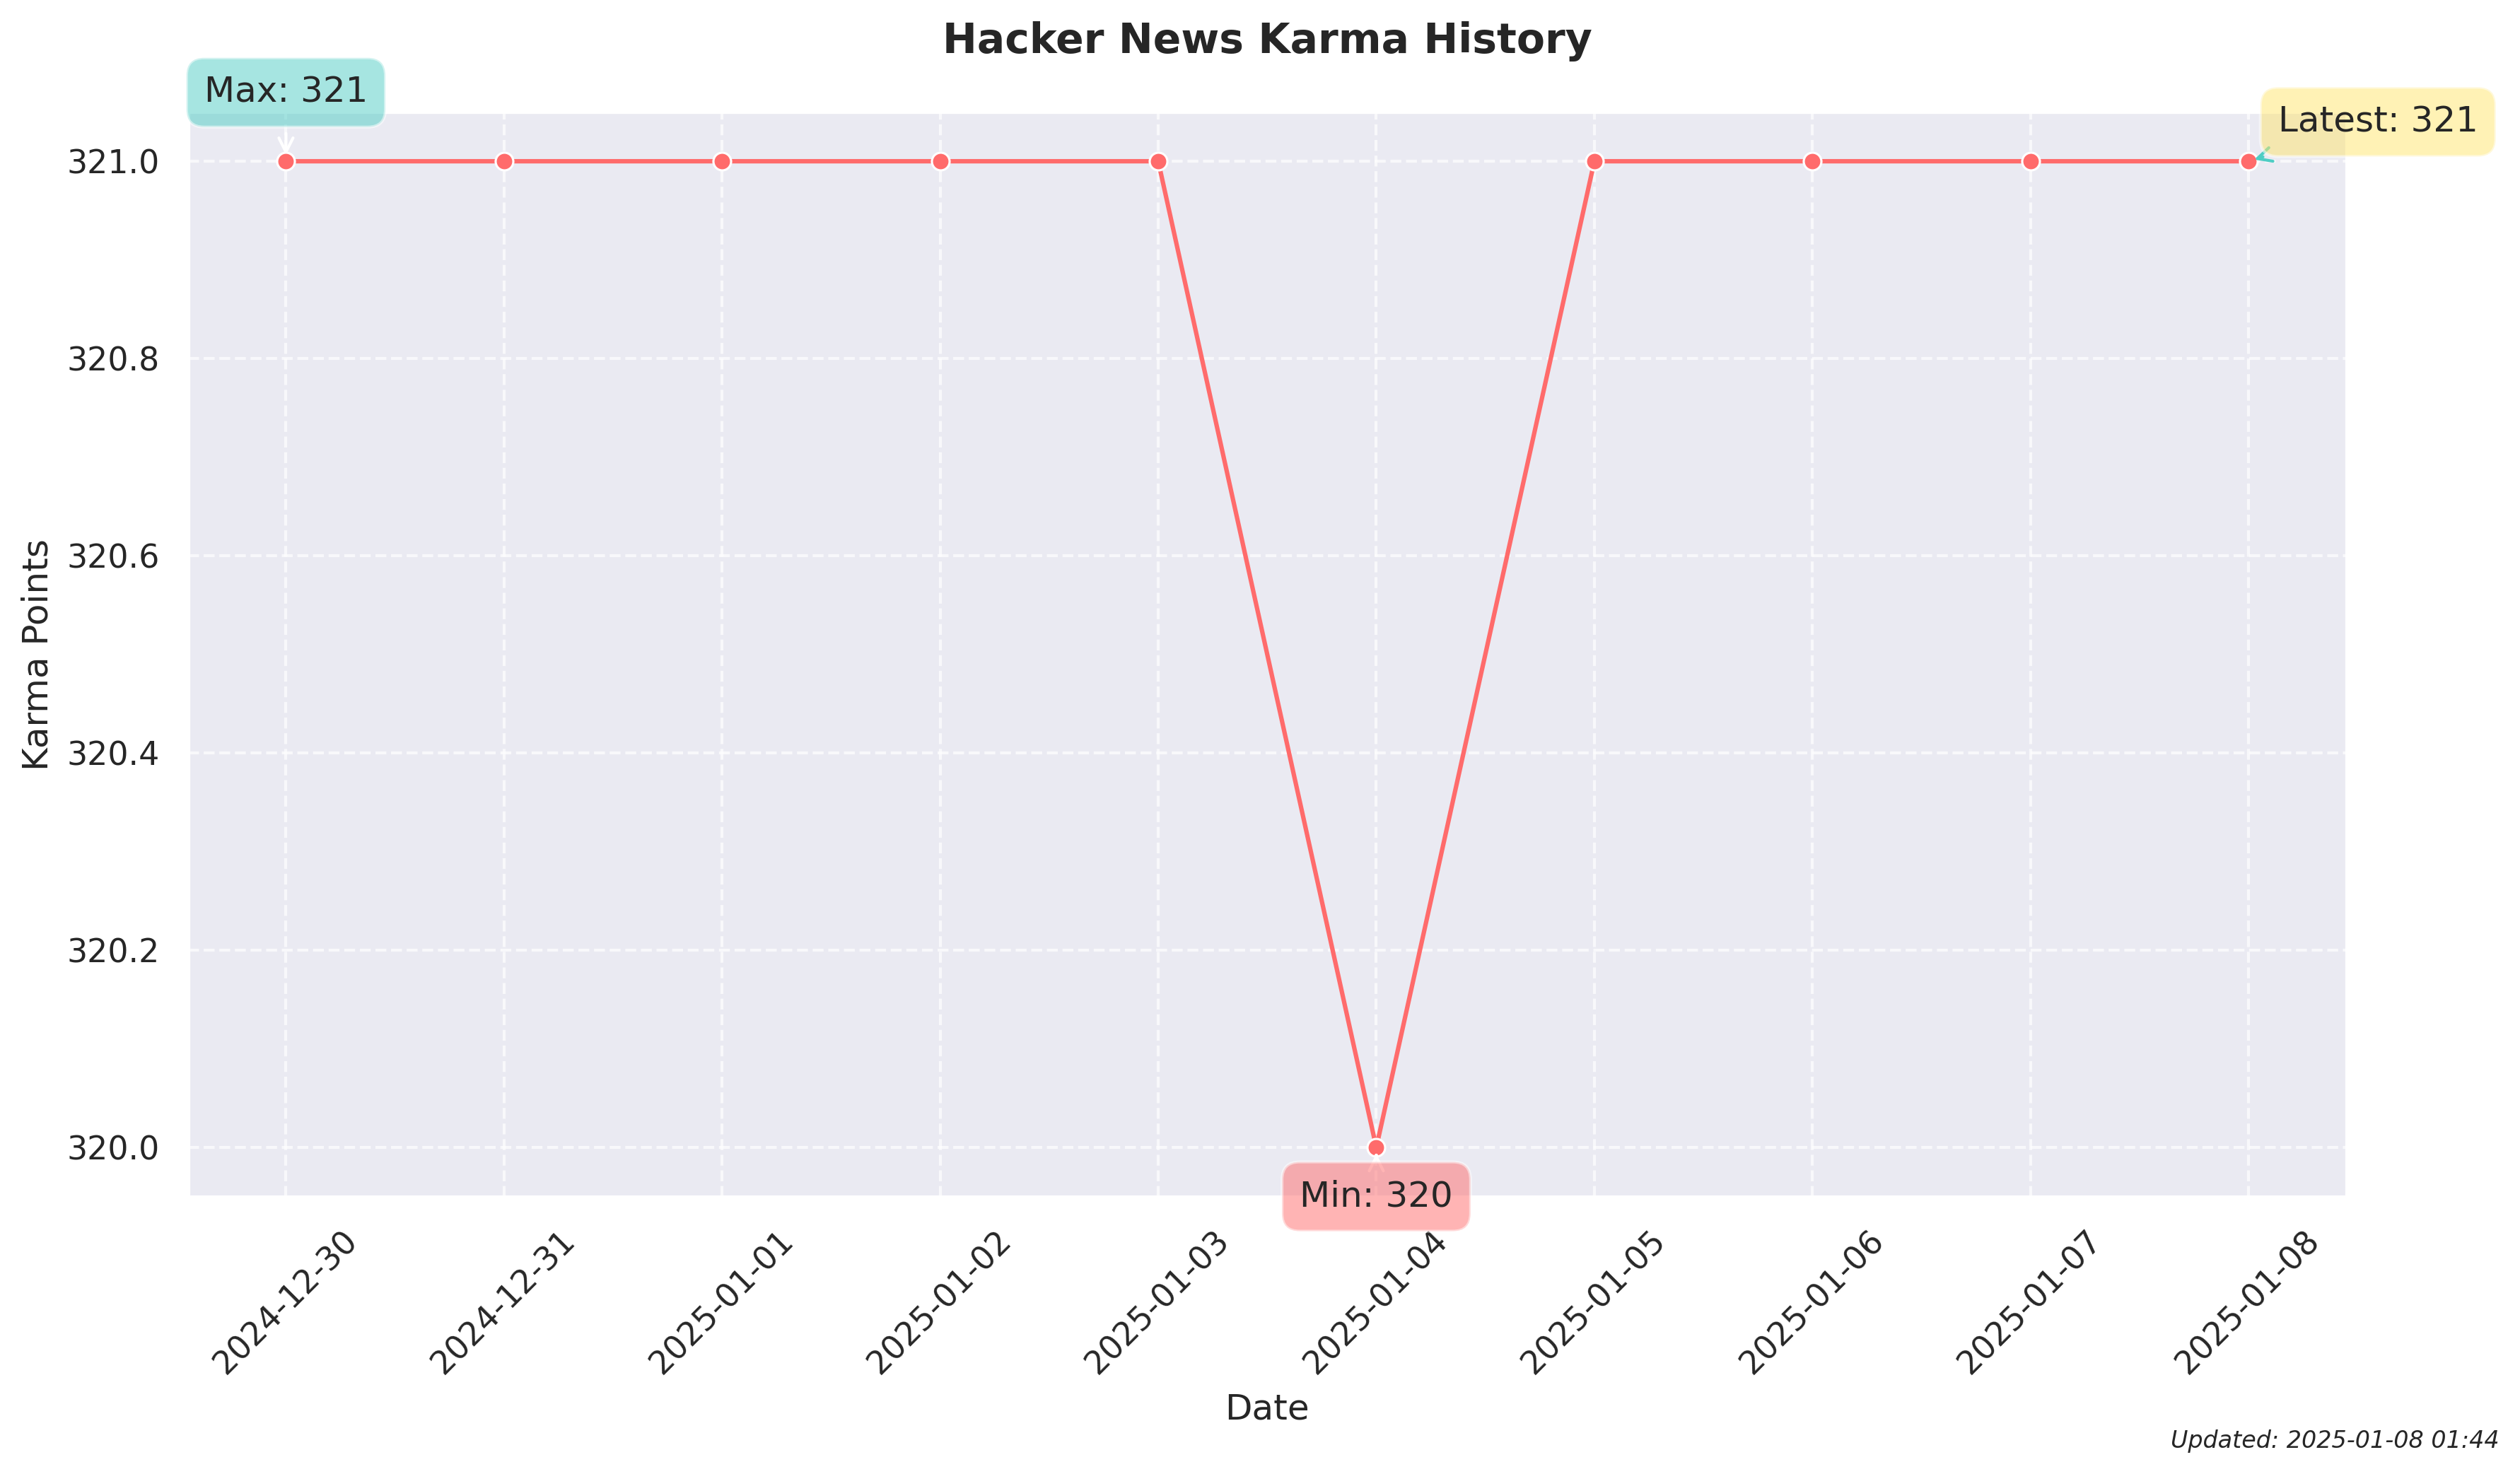 Hacker News Karma History
Max: 321
Latest: 321
321.0
320.8
320.6
320.4
320.2
320.0
Karma Points
Min: 320
2024-12-30
2024-12-31
2025-01-01
2025-01-02
2025-01-03
2025-01-04
2025-01-05
2025-01-06
2025-01-07
2025-01-08
Date
Updated: 2025-01-08 01:44